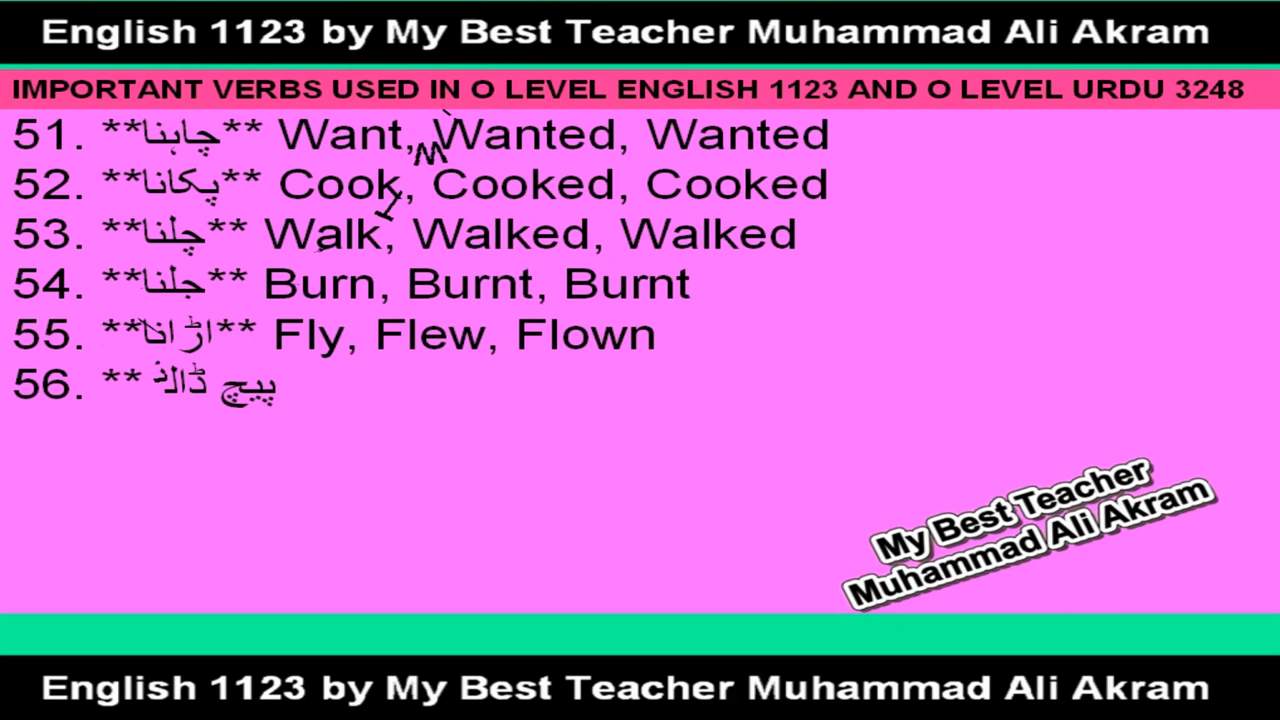 English 1123 by My Best Teacher Muhammad Ali Akram
IMPORTANT VERBS USED IN O LEVEL ENGLISH 1123 AND O LEVEL URDU 3248
51. **چاہنا** Want, Wanted, Wanted
52. **پکانا** Cook, Cooked, Cooked
53. **چلنا** Walk, Walked, Walked
54. **جلنا** Burn, Burnt, Burnt
55. **اڑانا** Fly, Flew, Flown
56. ** پیچ
My Best Teacher
Muhammad Ali Akram
English 1123 by My Best Teacher Muhammad Ali Akram